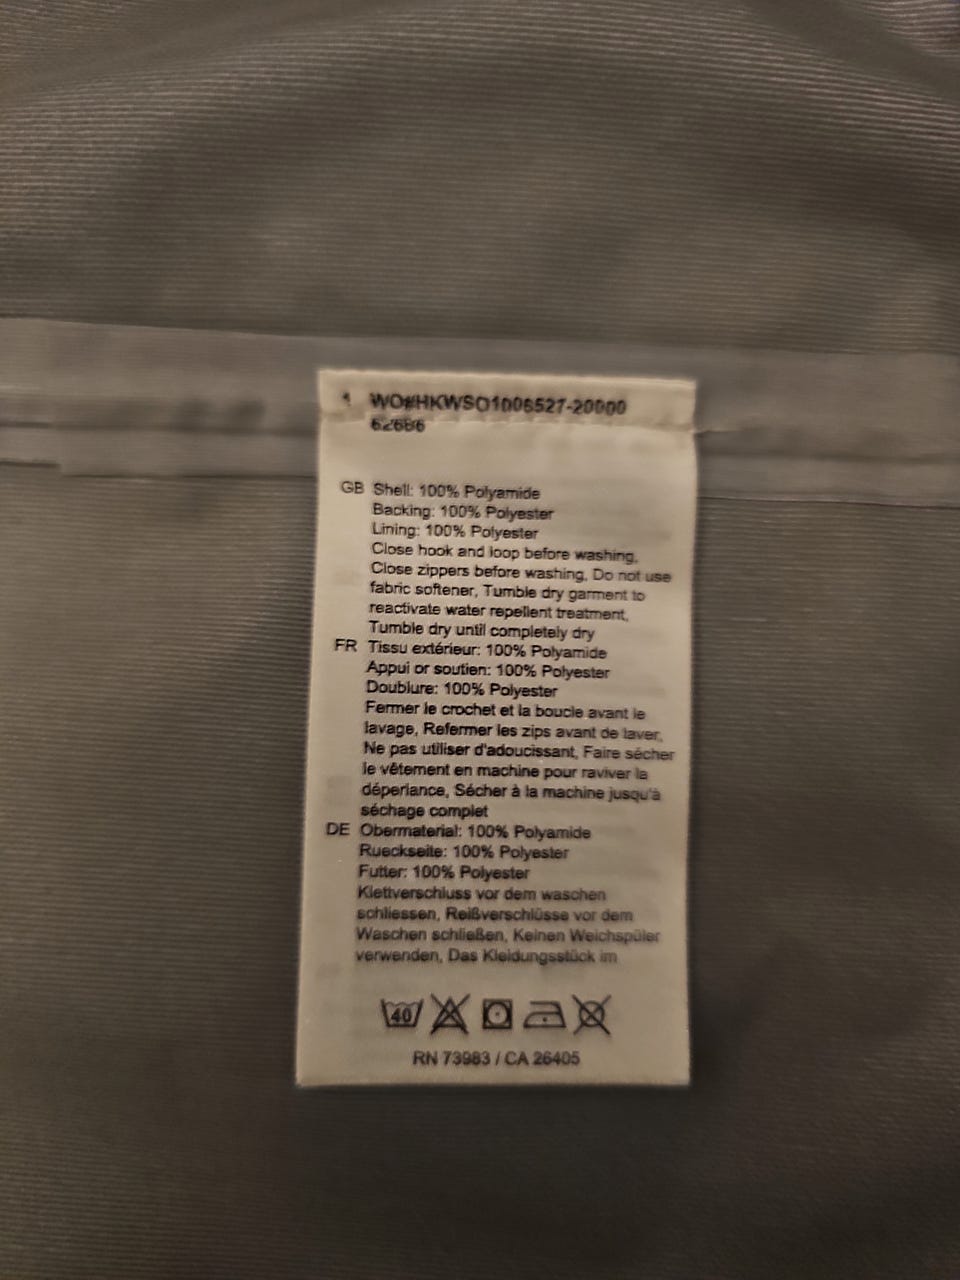 1 WO#HKWSO1006527-20000
62686
GB Shell: 100% Polyamide
Backing: 100% Polyester
Lining: 100% Polyester
Close hook and loop before washing,
Close zippers before washing, Do not use
fabric softener, Tumble dry garment to
reactivate water repellent treatment,
Tumble dry until completely dry
FR Tissu extérieur: 100% Polyamide
Appui or soutien: 100% Polyester
Doublure: 100% Polyester
Fermer le crochet et la boucle avant le
lavage, Refermer les zips avant de laver,
Ne pas utiliser d'adoucissant, Faire sécher
le vêtement en machine pour raviver la
déperlance, Sécher à la machine jusqu'à
séchage complet
DE Obermaterial: 100% Polyamide
Rueckseite: 100% Polyester
Futter: 100% Polyester
Klettverschluss vor dem waschen
schliessen, Reißverschlüsse vor dem
Waschen schließen, Keinen Weichspüler
verwenden, Das Kleidungsstück im
40
RN 73983 / CA 26405